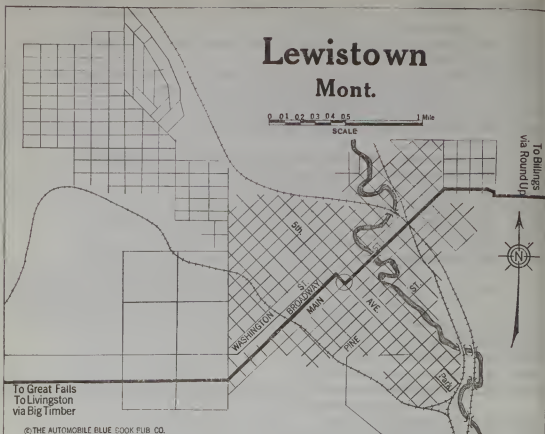 Lewistown
Mont.
0 0.1 0.2 0.3 0.4 0.5 1 Mile
SCALE
To Billings
via Round Up
N
5th.
WASHINGTON ST.
BROADWAY
MAIN
AVE
ST.
PINE
Park
To Great Falls
To Livingston
via Big Timber
© THE AUTOMOBILE BLUE BOOK PUB. CO.